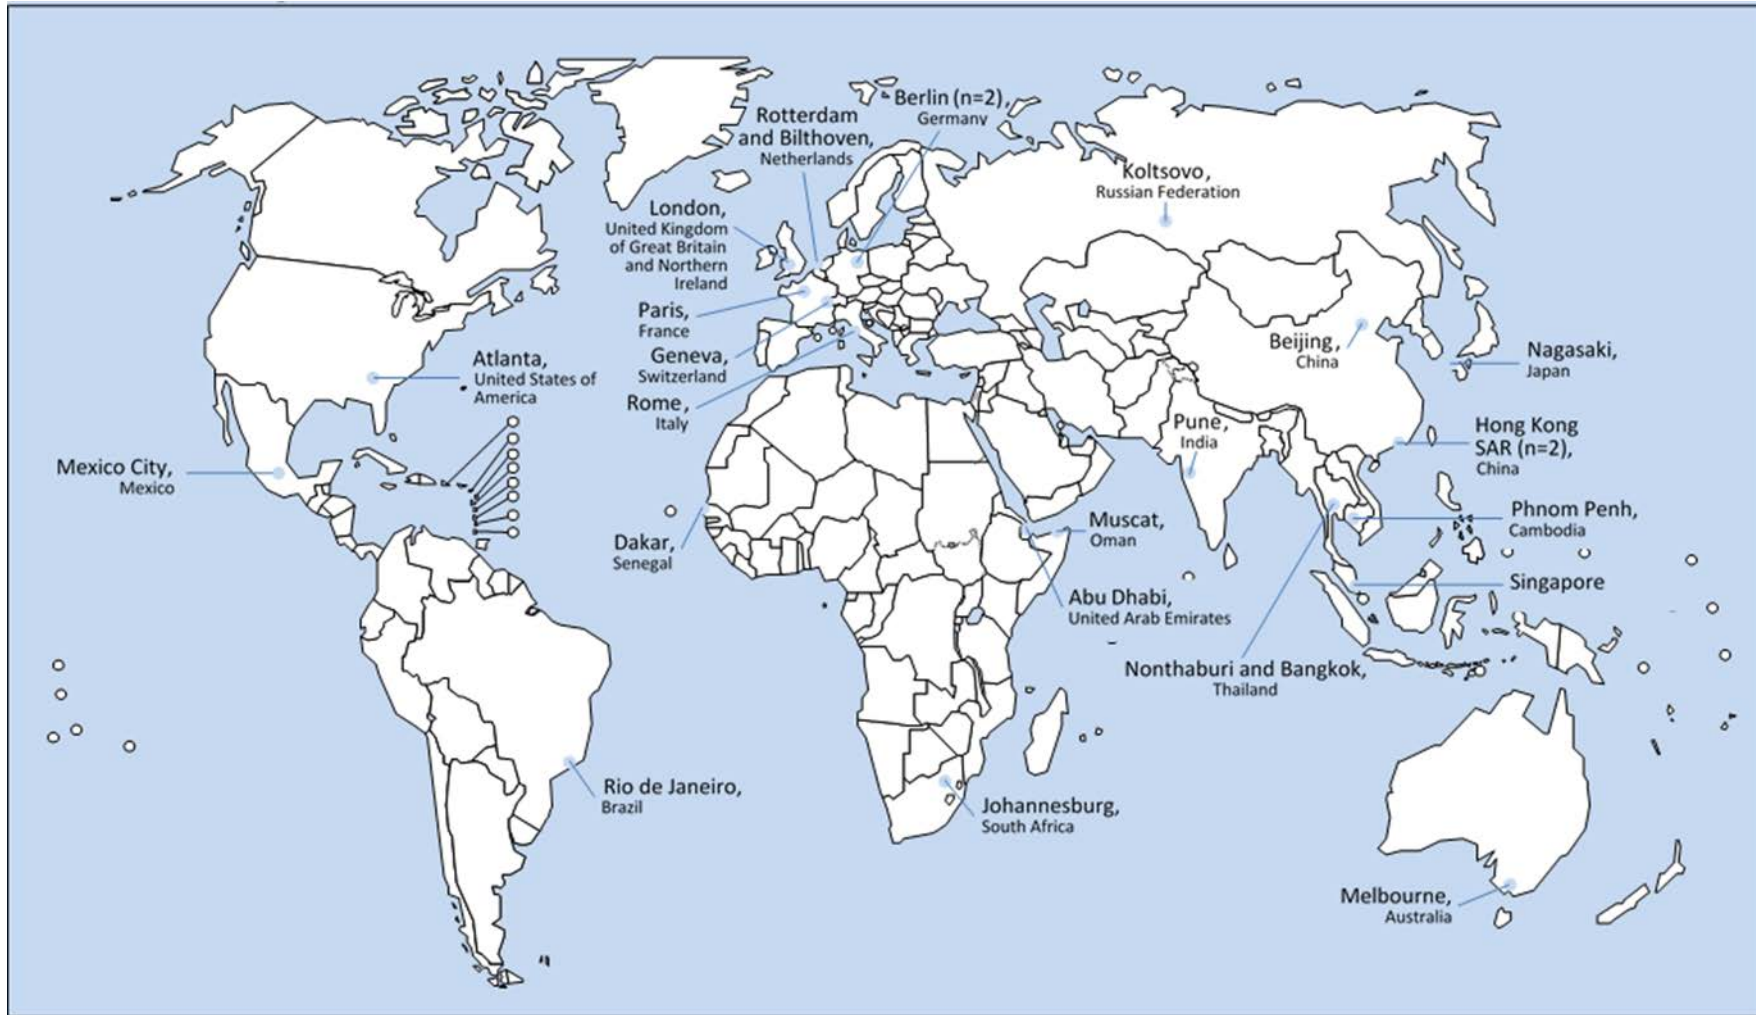 Berlin (n=2),
Germany
Rotterdam
and Bilthoven,
Netherlands
Koltsovo,
Russian Federation
London,
United Kingdom
of Great Britain
and Northern
Ireland
Paris,
France
Geneva,
Switzerland
Rome,
Italy
Atlanta,
United States of
America
Mexico City,
Mexico
Beijing,
China
Nagasaki,
Japan
Pune,
India
Hong Kong
SAR (n=2),
China
Phnom Penh,
Cambodia
Muscat,
Oman
Dakar,
Senegal
Singapore
Abu Dhabi,
United Arab Emirates
Nonthaburi and Bangkok,
Thailand
Rio de Janeiro,
Brazil
Johannesburg,
South Africa
Melbourne,
Australia